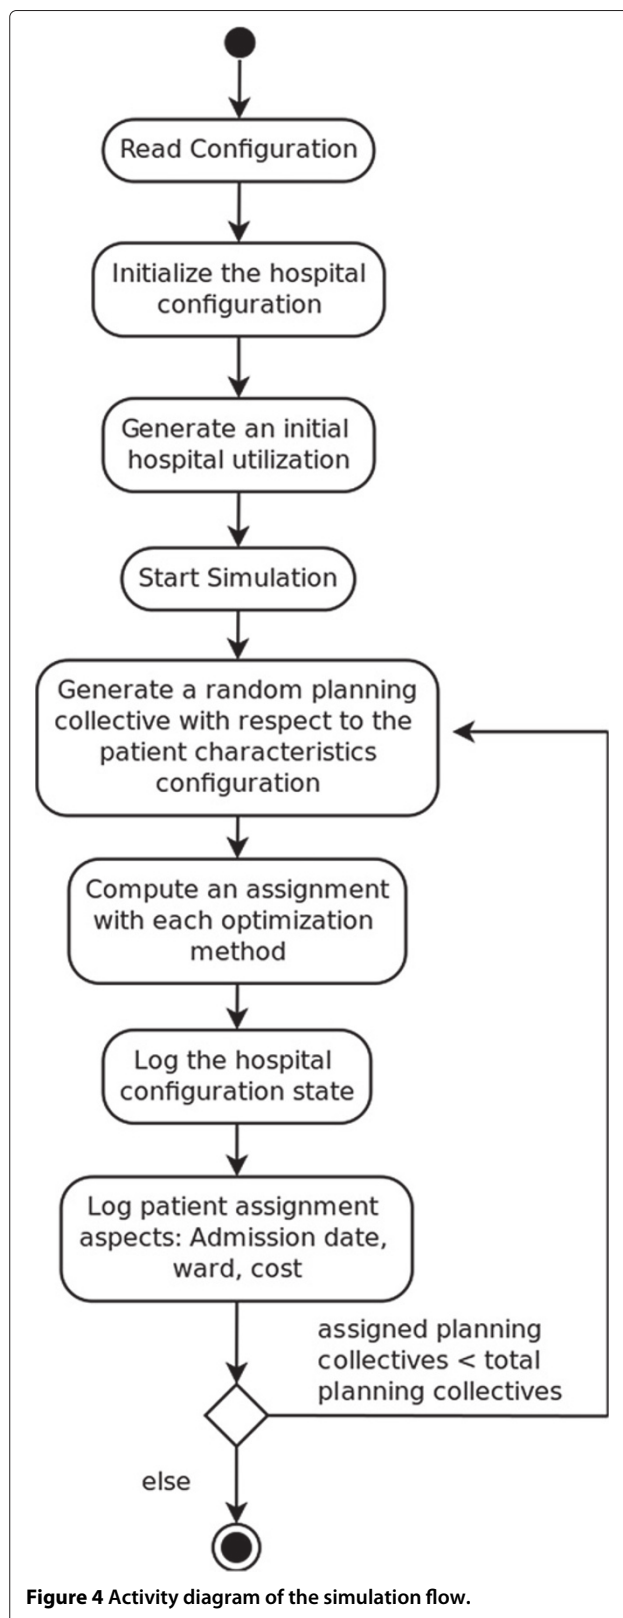 Read Configuration
Initialize the hospital
configuration
Generate an initial
hospital utilization
Start Simulation
Generate a random planning
collective with respect to the
patient characteristics
configuration
Compute an assignment
with each optimization
method
Log the hospital
configuration state
Log patient assignment
aspects: Admission date,
ward, cost
assigned planning
collectives < total
planning collectives
else
Figure 4 Activity diagram of the simulation flow.